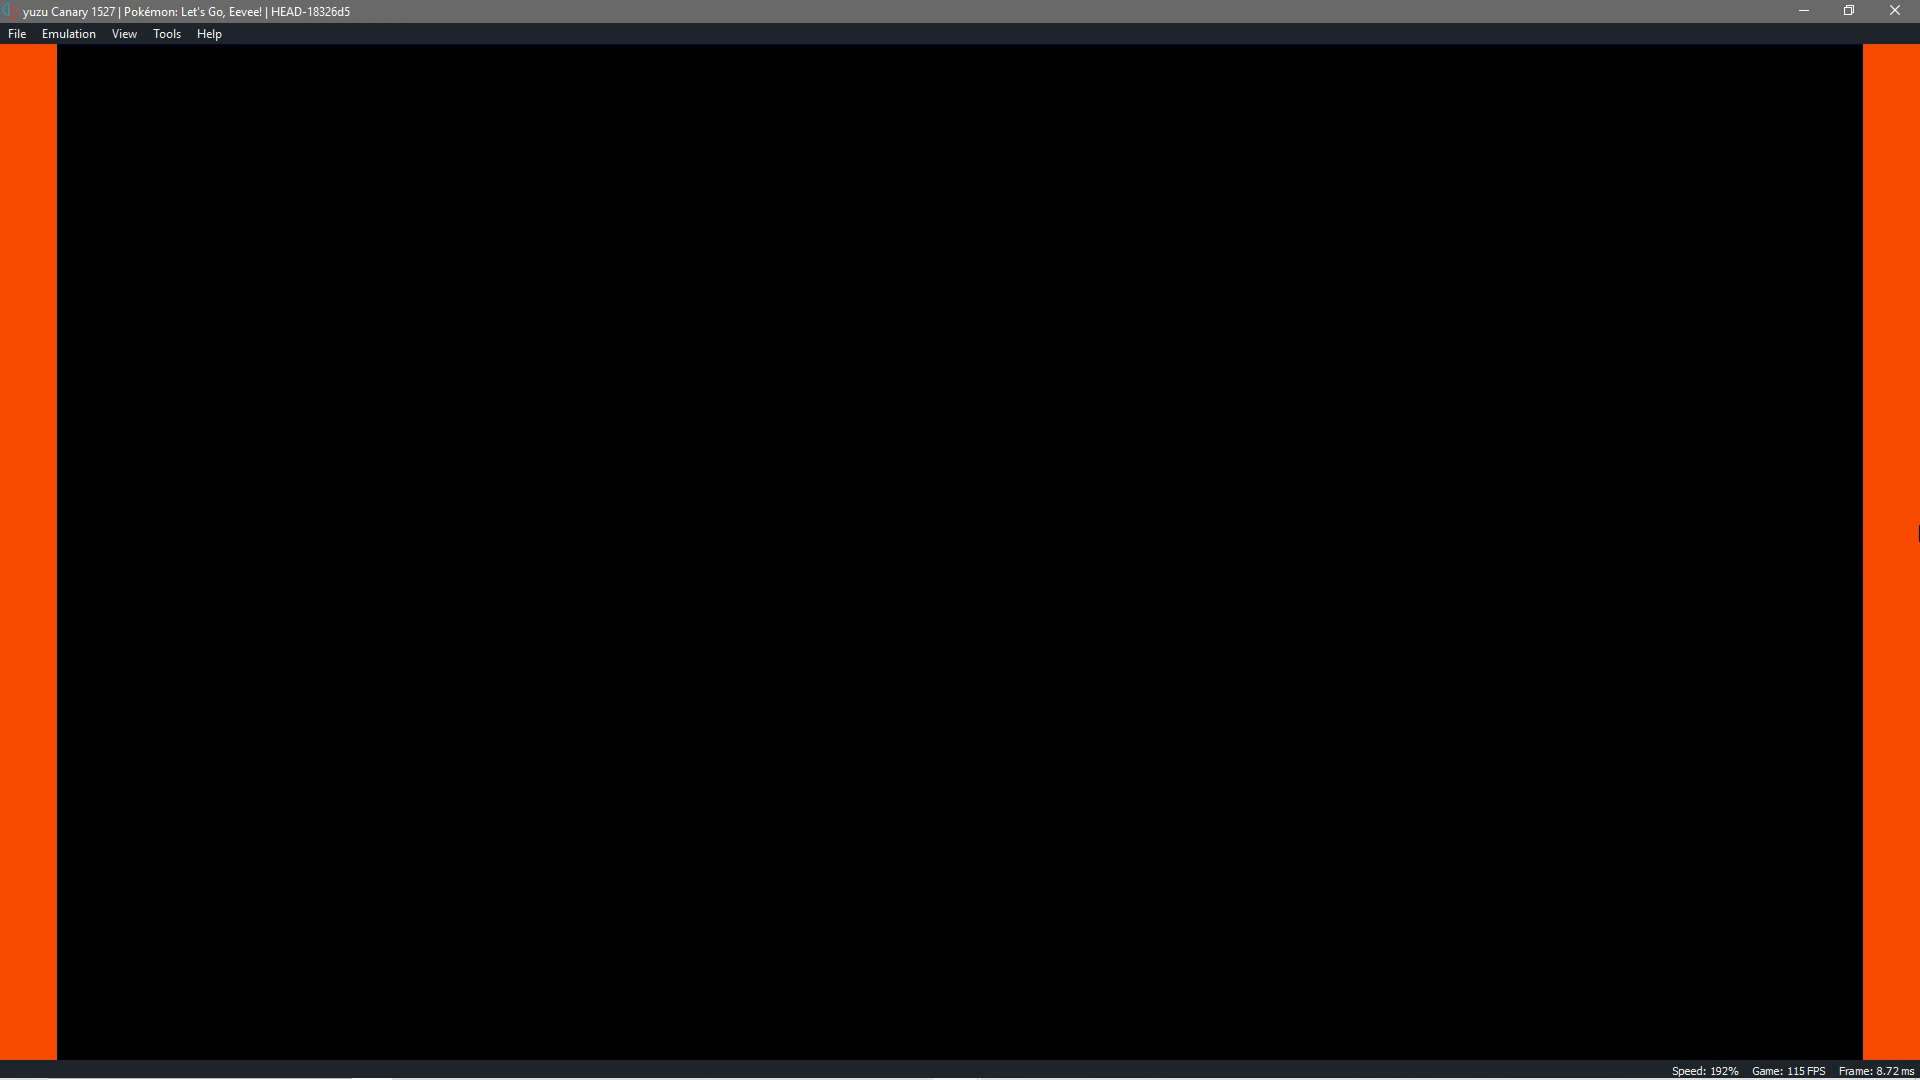 yuzu Canary 1527 | Pokémon: Let's Go, Eevee! | HEAD-18326d5
File Emulation View Tools Help
Speed: 192% Game: 115 FPS Frame: 8.72 ms